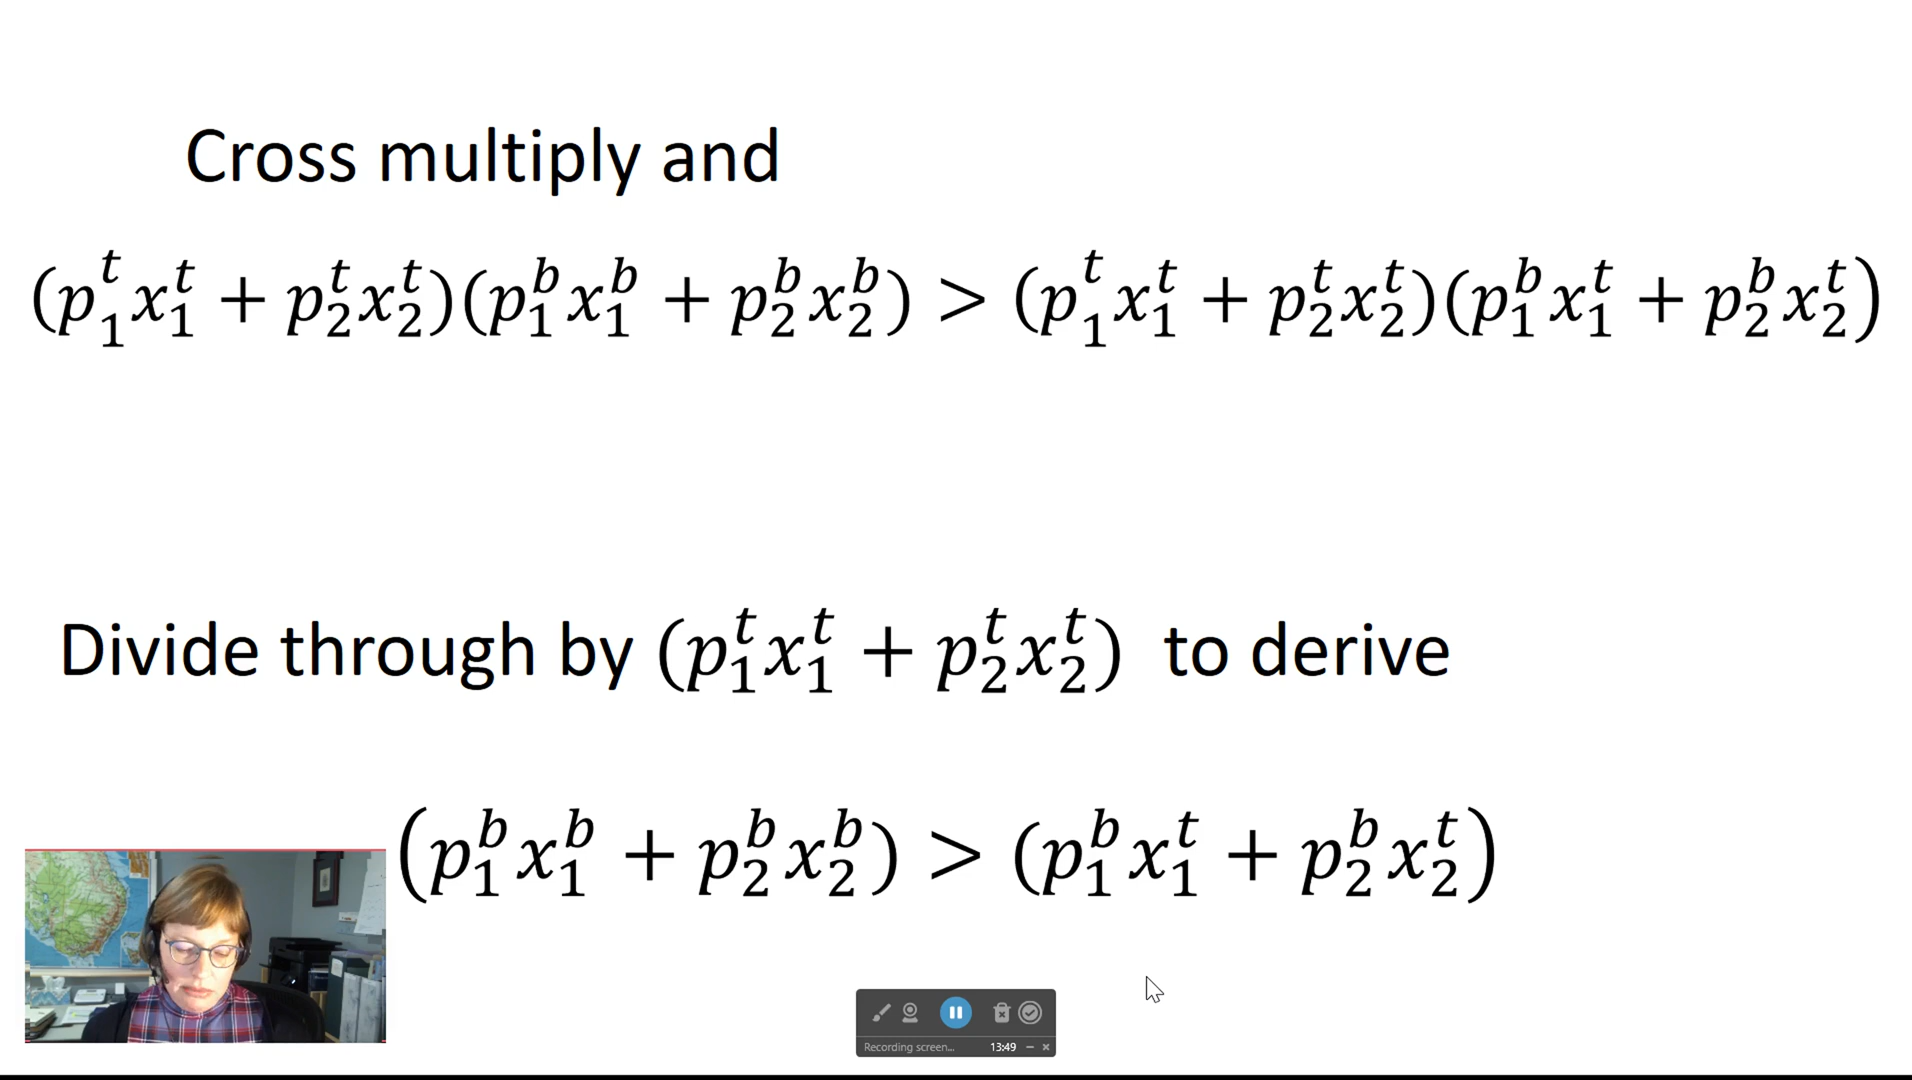 Cross multiply and
$(p_1^t x_1^t + p_2^t x_2^t)(p_1^b x_1^b + p_2^b x_2^b) > (p_1^t x_1^t + p_2^t x_2^t)(p_1^b x_1^t + p_2^b x_2^t)$
Divide through by $(p_1^t x_1^t + p_2^t x_2^t)$ to derive
$(p_1^b x_1^b + p_2^b x_2^b) > (p_1^b x_1^t + p_2^b x_2^t)$
Recording screen... 13:49